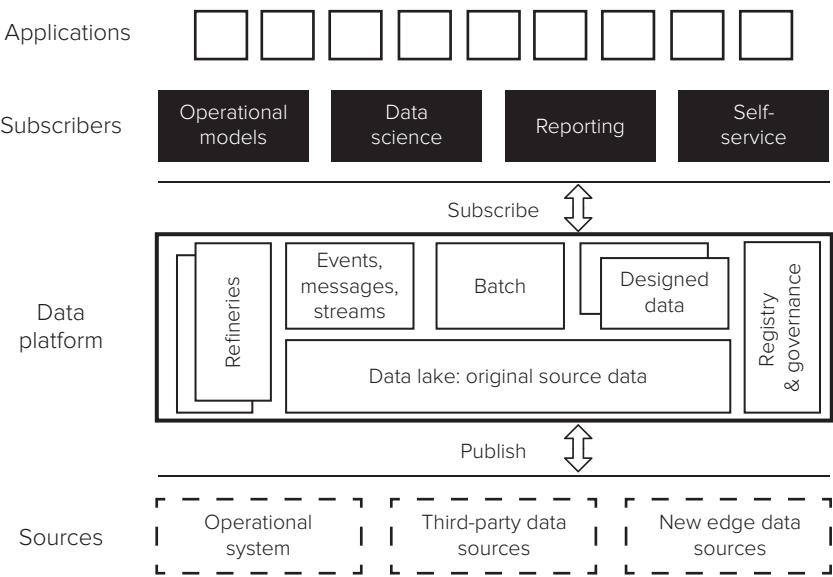 Applications
Subscribers
Operational
models
Data
science
Reporting
Self-
service
Subscribe
Data
platform
Refineries
Events,
messages,
streams
Batch
Designed
data
Registry
& governance
Data lake: original source data
Publish
Sources
Operational
system
Third-party data
sources
New edge data
sources